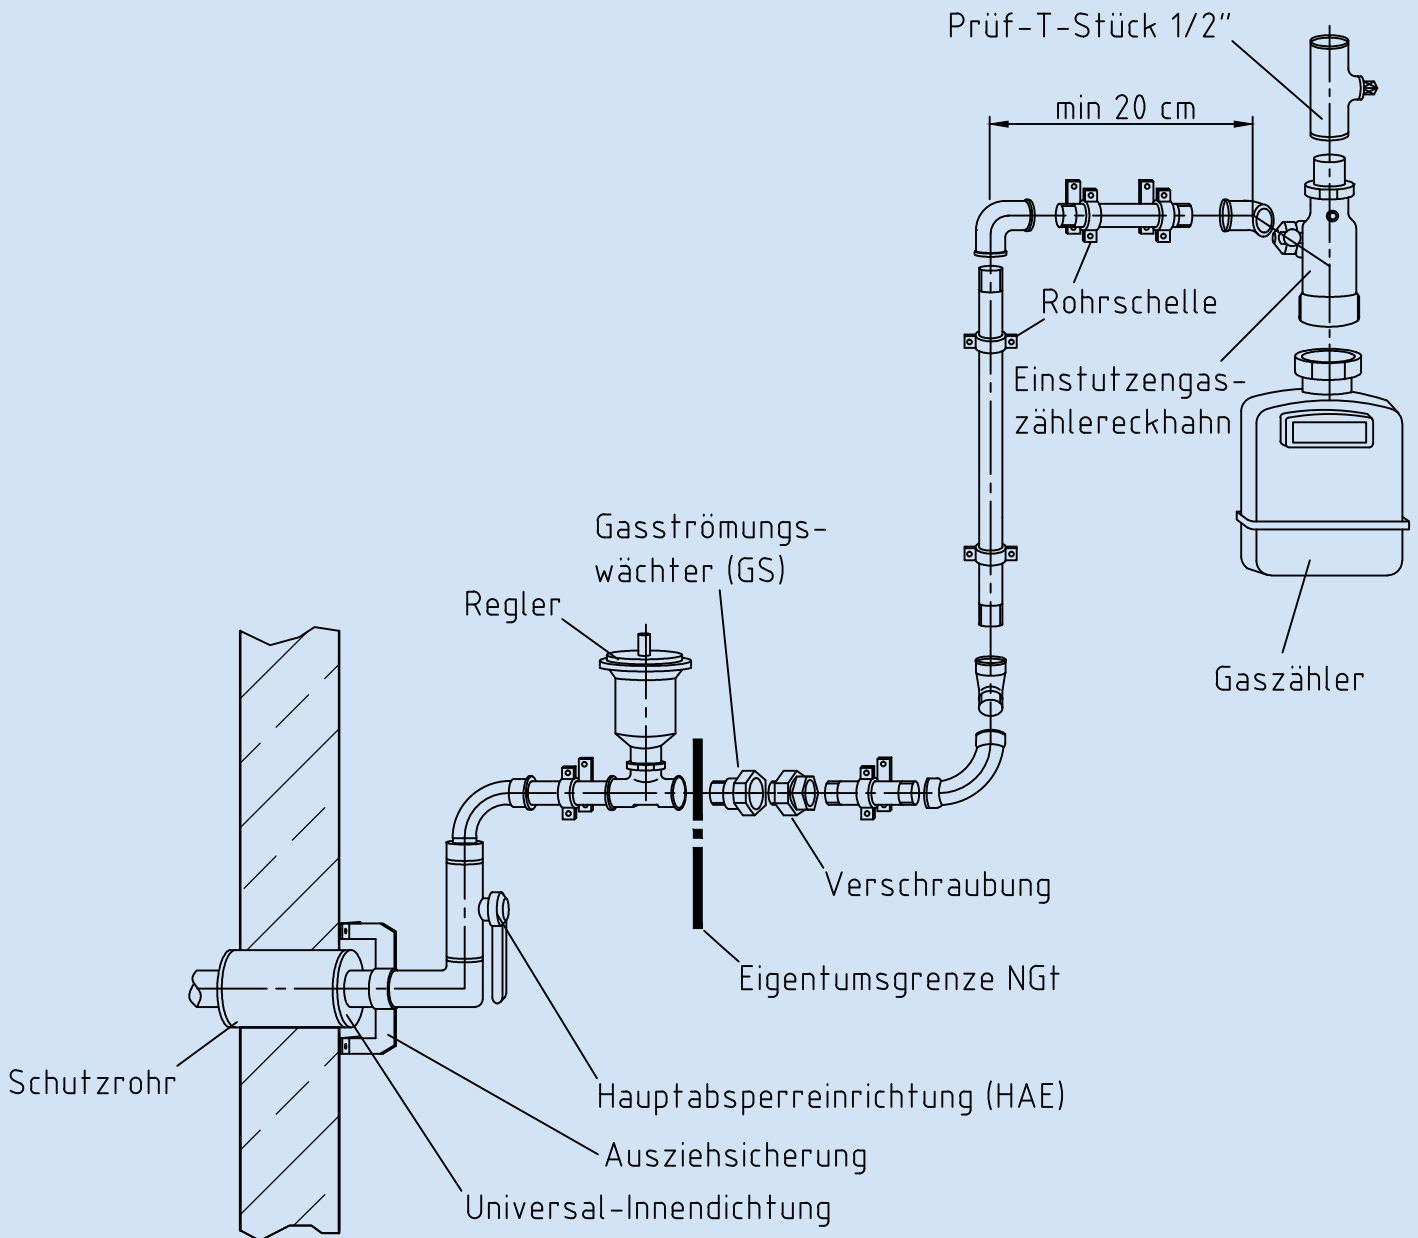 Prüf-T-Stück 1/2"
min 20 cm
Rohrschelle
Einstutzengas-
zählereckhahn
Gasströmungs-
wächter (GS)
Regler
Gaszähler
Verschraubung
Eigentumsgrenze NGt
Schutzrohr
Hauptabsperreinrichtung (HAE)
Ausziehsicherung
Universal-Innendichtung